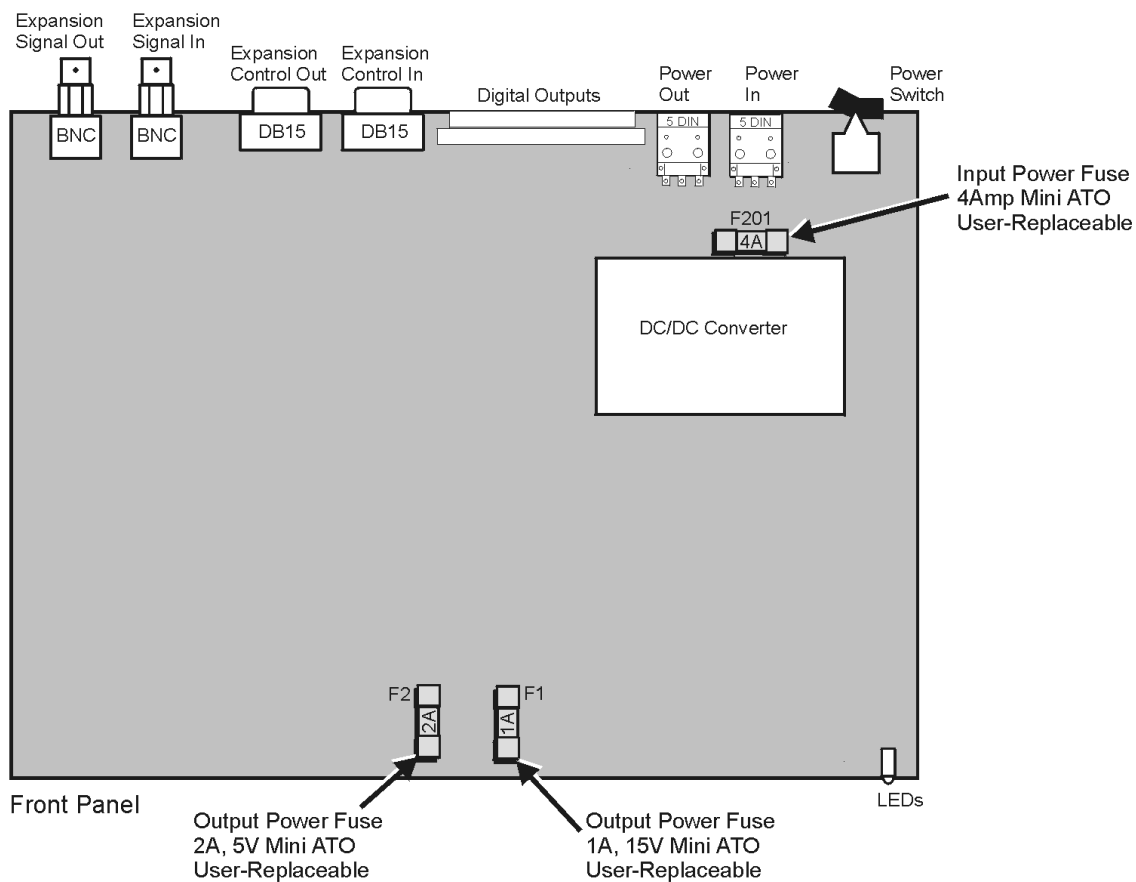 Expansion
Signal Out
Expansion
Signal In
Expansion
Control Out
Expansion
Control In
Digital Outputs
Power
Out
Power
In
Power
Switch
BNC
BNC
DB15
DB15
5 DIN
5 DIN
Input Power Fuse
4Amp Mini ATO
User-Replaceable
F201
4A
DC/DC Converter
F2
2A
1A
F1
Front Panel
LEDs
Output Power Fuse
2A, 5V Mini ATO
User-Replaceable
Output Power Fuse
1A, 15V Mini ATO
User-Replaceable